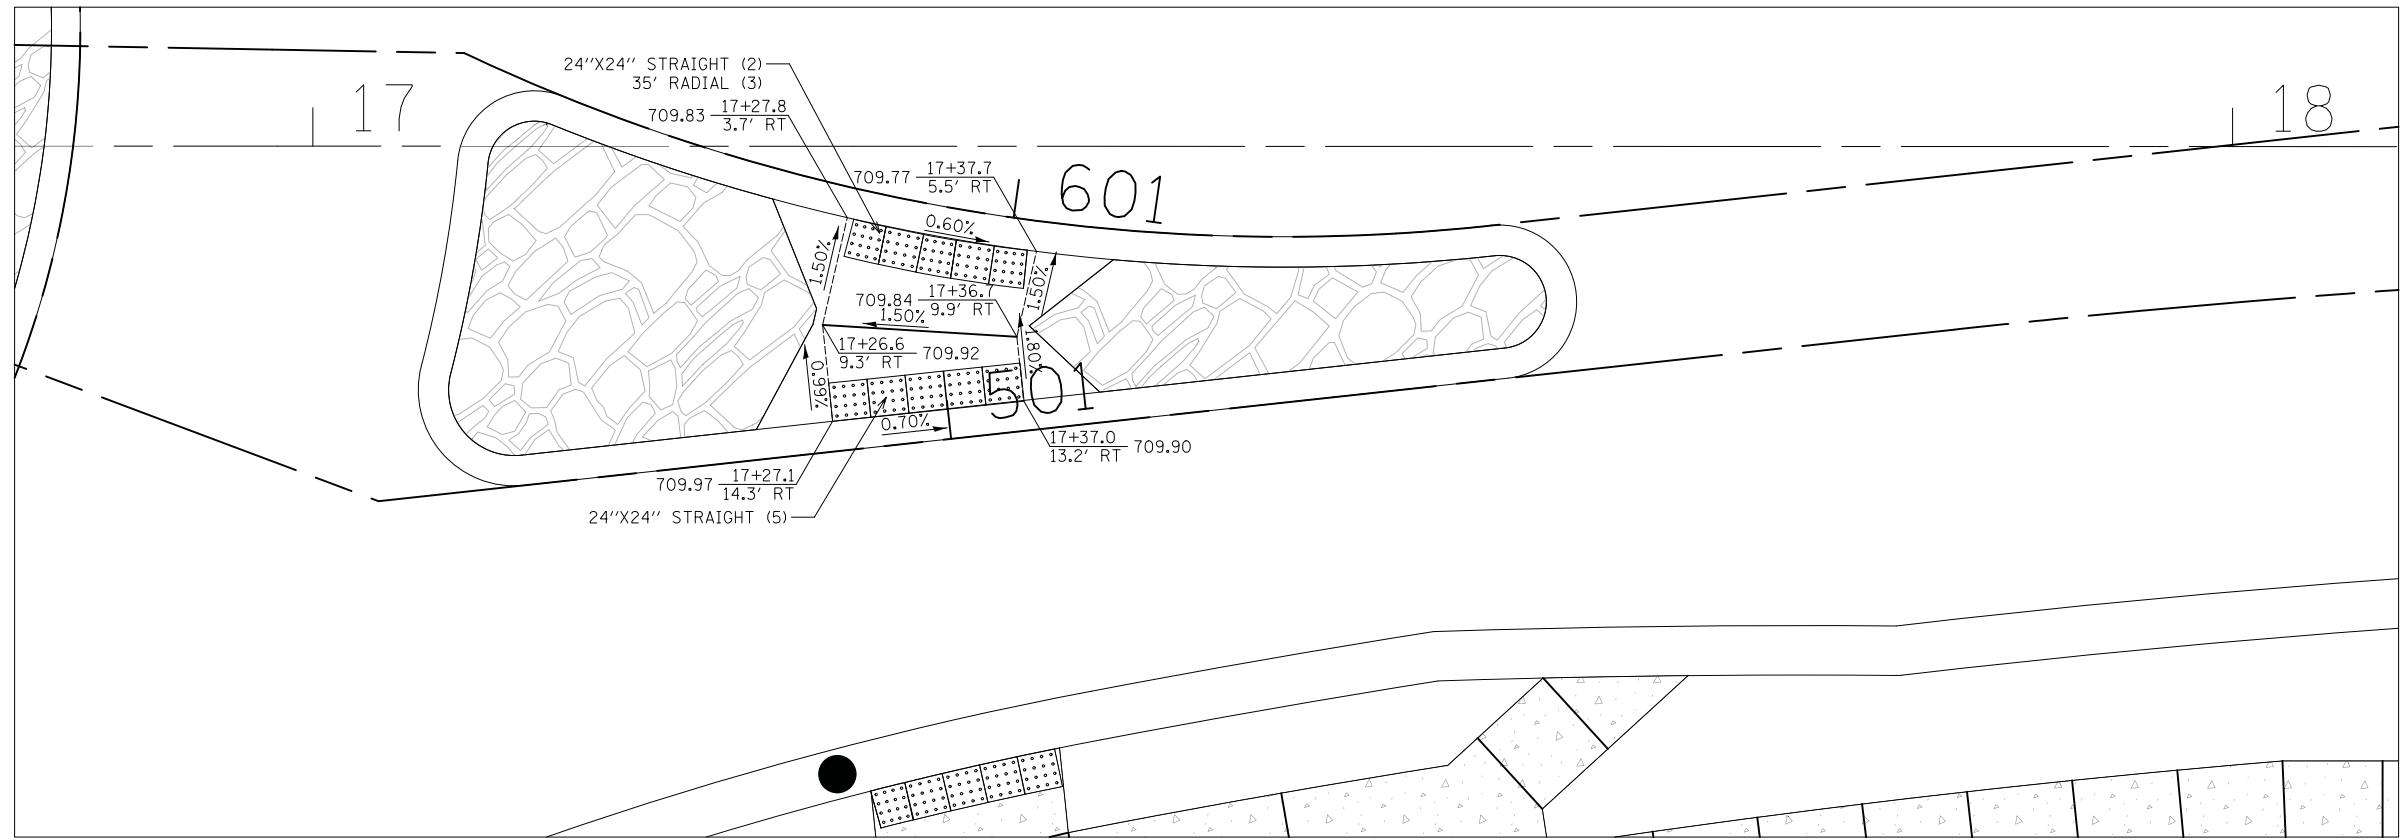 24''X24'' STRAIGHT (2)
35' RADIAL (3)
17
18
709.83 17+27.8
3.7' RT
709.77 17+37.7
5.5' RT
601
0.60%
1.50%
1.50%
709.84 17+36.7
9.9' RT
1.50%
17+26.6 709.92
9.3' RT
1.80%
0.99%
501
0.70%
17+37.0 709.90
13.2' RT
709.97 17+27.1
14.3' RT
24''X24'' STRAIGHT (5)